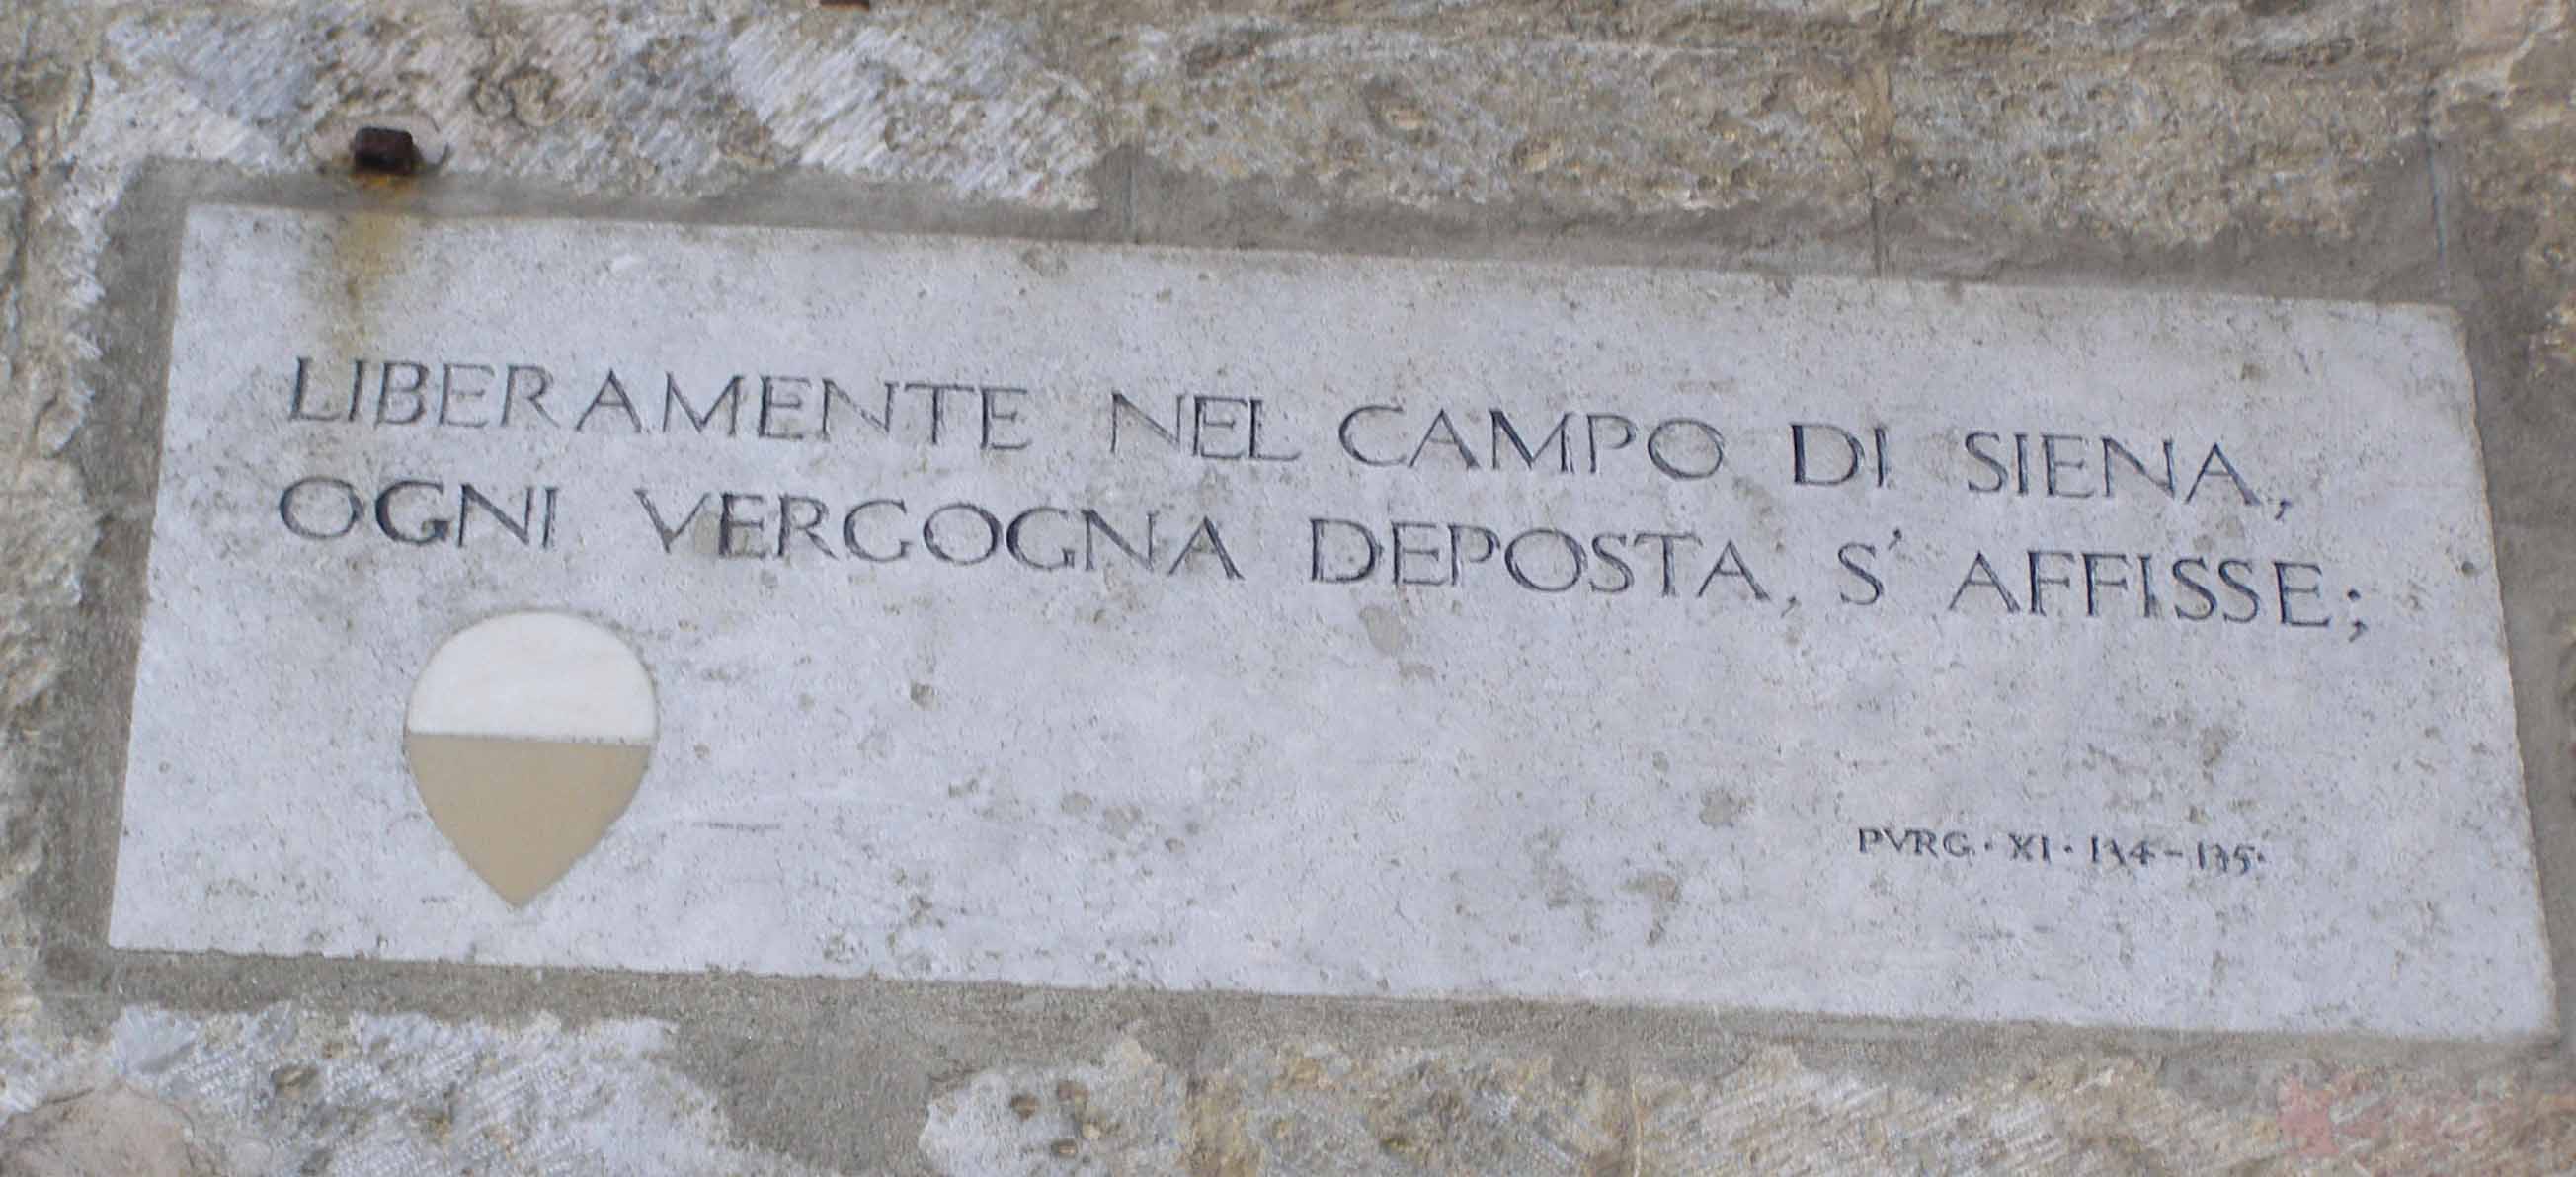 LIBERAMENTE NEL CAMPO DI SIENA,
OGNI VERGOGNA DEPOSTA, S' AFFISSE;
PVRG · XI · 134-135·